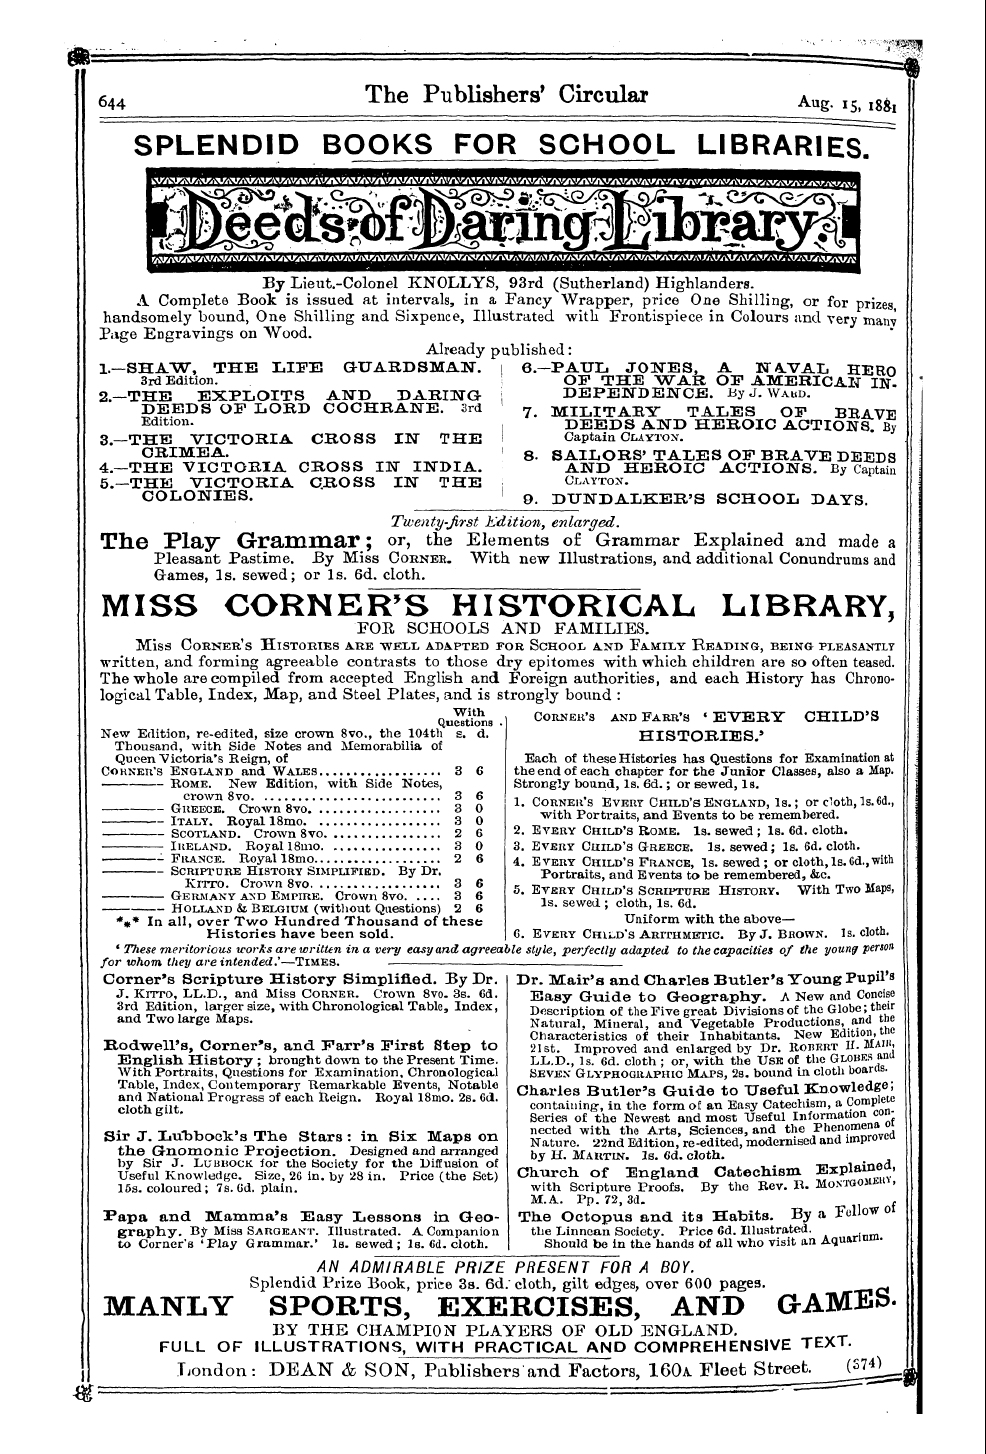 644
The Publishers' Circular
Aug. 15, 1881
SPLENDID BOOKS FOR SCHOOL LIBRARIES.
Deeds of Daring Library.
By Lieut.-Colonel KNOLLYS, 93rd (Sutherland) Highlanders.
A Complete Book is issued at intervals, in a Fancy Wrapper, price One Shilling, or for prizes,
handsomely bound, One Shilling and Sixpence, Illustrated with Frontispiece in Colours and very many
Page Engravings on Wood.
Already published:
1.—SHAW, THE LIFE GUARDSMAN.
3rd Edition.
2.—THE EXPLOITS AND DARING
DEEDS OF LORD COCHRANE. 3rd
Edition.
3.—THE VICTORIA CROSS IN THE
CRIMEA.
4.—THE VICTORIA CROSS IN INDIA.
5.—THE VICTORIA CROSS IN THE
COLONIES.
6.—PAUL JONES, A NAVAL HERO
OF THE WAR OF AMERICAN IN-
DEPENDENCE. By J. WARD.
7. MILITARY TALES OF BRAVE
DEEDS AND HEROIC ACTIONS. By
Captain CLAYTON.
8. SAILORS' TALES OF BRAVE DEEDS
AND HEROIC ACTIONS. By Captain
CLAYTON.
9. DUNDALKER'S SCHOOL DAYS.
Twenty-first Edition, enlarged.
The Play Grammar; or, the Elements of Grammar Explained and made a
Pleasant Pastime. By Miss CORNER. With new Illustrations, and additional Conundrums and
Games, 1s. sewed; or 1s. 6d. cloth.
MISS CORNER'S HISTORICAL LIBRARY,
FOR SCHOOLS AND FAMILIES.
Miss CORNER's HISTORIES ARE WELL ADAPTED FOR SCHOOL AND FAMILY READING, BEING PLEASANTLY
written, and forming agreeable contrasts to those dry epitomes with which children are so often teased.
The whole are compiled from accepted English and Foreign authorities, and each History has Chrono-
logical Table, Index, Map, and Steel Plates, and is strongly bound:
With
Questions.
New Edition, re-edited, size crown 8vo., the 104th s. d.
Thousand, with Side Notes and Memorabilia of
Queen Victoria's Reign, of
CORNER'S ENGLAND and WALES.................. 3 6
——— ROME. New Edition, with Side Notes,
crown 8vo. .......................... 3 6
——— GREECE. Crown 8vo. ................... 3 0
——— ITALY. Royal 18mo. .................. 3 0
——— SCOTLAND. Crown 8vo. ................ 2 6
——— IRELAND. Royal 18mo. ................ 3 0
——— FRANCE. Royal 18mo................... 2 6
——— SCRIPTURE HISTORY SIMPLIFIED. By Dr.
KITTO. Crown 8vo. ................... 3 6
——— GERMANY AND EMPIRE. Crown 8vo. .... 3 6
——— HOLLAND & BELGIUM (without Questions) 2 6
*** In all, over Two Hundred Thousand of these
Histories have been sold.
CORNER'S AND FARR'S 'EVERY CHILD'S
HISTORIES.'
Each of these Histories has Questions for Examination at
the end of each chapter for the Junior Classes, also a Map.
Strongly bound, 1s. 6d.; or sewed, 1s.
1. CORNER'S EVERY CHILD'S ENGLAND, 1s.; or cloth, 1s. 6d.,
with Portraits, and Events to be remembered.
2. EVERY CHILD'S ROME. 1s. sewed; 1s. 6d. cloth.
3. EVERY CHILD'S GREECE. 1s. sewed; 1s. 6d. cloth.
4. EVERY CHILD'S FRANCE, 1s. sewed; or cloth, 1s. 6d., with
Portraits, and Events to be remembered, &c.
5. EVERY CHILD'S SCRIPTURE HISTORY. With Two Maps,
1s. sewed; cloth, 1s. 6d.
Uniform with the above—
6. EVERY CHILD'S ARITHMETIC. By J. BROWN. 1s. cloth.
'These meritorious works are written in a very easy and agreeable style, perfectly adapted to the capacities of the young person
for whom they are intended.'—TIMES.
Corner's Scripture History Simplified. By Dr.
J. KITTO, LL.D., and Miss CORNER. Crown 8vo. 3s. 6d.
3rd Edition, larger size, with Chronological Table, Index,
and Two large Maps.
Rodwell's, Corner's, and Farr's First Step to
English History; brought down to the Present Time.
With Portraits, Questions for Examination, Chronological
Table, Index, Contemporary Remarkable Events, Notable
and National Progress of each Reign. Royal 18mo. 2s. 6d.
cloth gilt.
Sir J. Lubbock's The Stars: in Six Maps on
the Gnomonic Projection. Designed and arranged
by Sir J. LUBBOCK for the Society for the Diffusion of
Useful Knowledge. Size, 26 in. by 28 in. Price (the Set)
15s. coloured; 7s. 6d. plain.
Papa and Mamma's Easy Lessons in Geo-
graphy. By Miss SARGEANT. Illustrated. A Companion
to Corner's 'Play Grammar.' 1s. sewed; 1s. 6d. cloth.
Dr. Mair's and Charles Butler's Young Pupil's
Easy Guide to Geography. A New and Concise
Description of the Five great Divisions of the Globe; their
Natural, Mineral, and Vegetable Productions, and the
Characteristics of their Inhabitants. New Edition, the
21st. Improved and enlarged by Dr. ROBERT H. MAIR,
LL.D., 1s. 6d. cloth; or, with the USE of the GLOBES and
SEVEN GLYPHOGRAPHIC MAPS, 2s. bound in cloth boards.
Charles Butler's Guide to Useful Knowledge;
containing, in the form of an Easy Catechism, a Complete
Series of the Newest and most Useful Information con-
nected with the Arts, Sciences, and the Phenomena of
Nature. 22nd Edition, re-edited, modernised and improved
by H. MARTIN. 1s. 6d. cloth.
Church of England Catechism Explained,
with Scripture Proofs. By the Rev. R. MONTGOMERY,
M.A. Pp. 72, 3d.
The Octopus and its Habits. By a Fellow of
the Linnean Society. Price 6d. Illustrated.
Should be in the hands of all who visit an Aquarium.
AN ADMIRABLE PRIZE PRESENT FOR A BOY.
Splendid Prize Book, price 3s. 6d. cloth, gilt edges, over 600 pages.
MANLY SPORTS, EXERCISES, AND GAMES.
BY THE CHAMPION PLAYERS OF OLD ENGLAND.
FULL OF ILLUSTRATIONS, WITH PRACTICAL AND COMPREHENSIVE TEXT.
London: DEAN & SON, Publishers and Factors, 160A Fleet Street. (374)